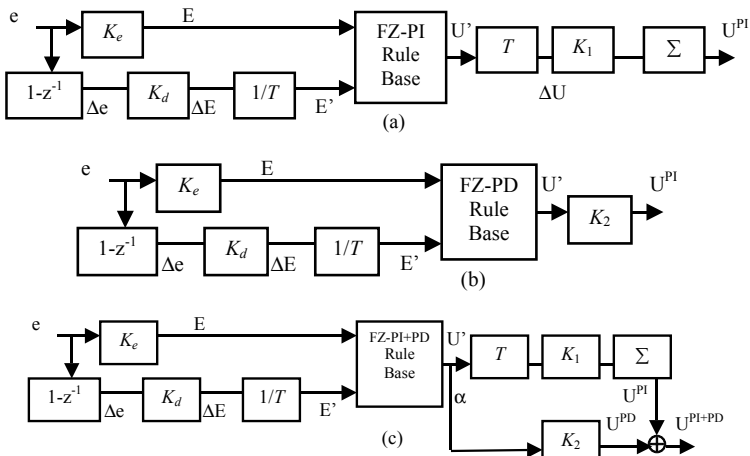 e
K_e
E
FZ-PI
Rule
Base
U’
T
K_1
Σ
U^PI
1-z^-1
Δe
K_d
ΔE
1/T
E’
ΔU
(a)
e
K_e
E
FZ-PD
Rule
Base
U’
K_2
U^PI
1-z^-1
Δe
K_d
ΔE
1/T
E’
(b)
e
K_e
E
FZ-PI+PD
Rule
Base
U’
T
K_1
Σ
1-z^-1
Δe
K_d
ΔE
1/T
E’
α
U^PI
(c)
K_2
U^PD
U^PI+PD